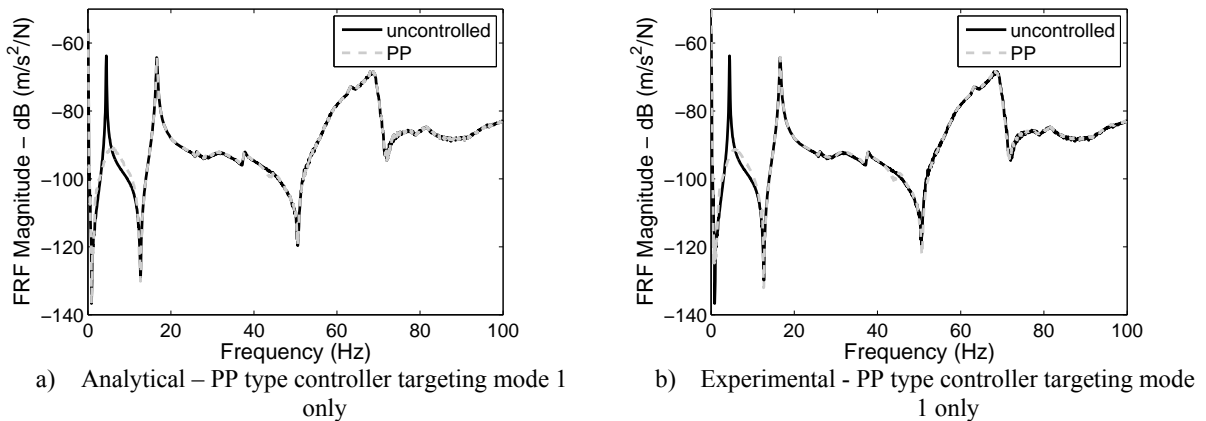 uncontrolled
PP
−60
−80
−100
−120
−140
FRF Magnitude – dB (m/s²/N)
0 20 40 60 80 100
Frequency (Hz)
a) Analytical – PP type controller targeting mode 1
only
uncontrolled
PP
−60
−80
−100
−120
−140
FRF Magnitude – dB (m/s²/N)
0 20 40 60 80 100
Frequency (Hz)
b) Experimental - PP type controller targeting mode
1 only